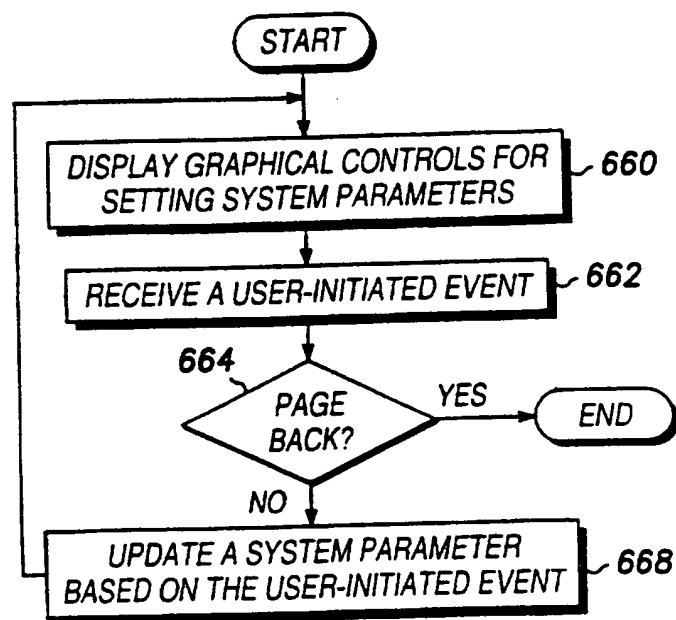 START
DISPLAY GRAPHICAL CONTROLS FOR
SETTING SYSTEM PARAMETERS
660
RECEIVE A USER-INITIATED EVENT
662
664
PAGE
BACK?
YES
END
NO
UPDATE A SYSTEM PARAMETER
BASED ON THE USER-INITIATED EVENT
668